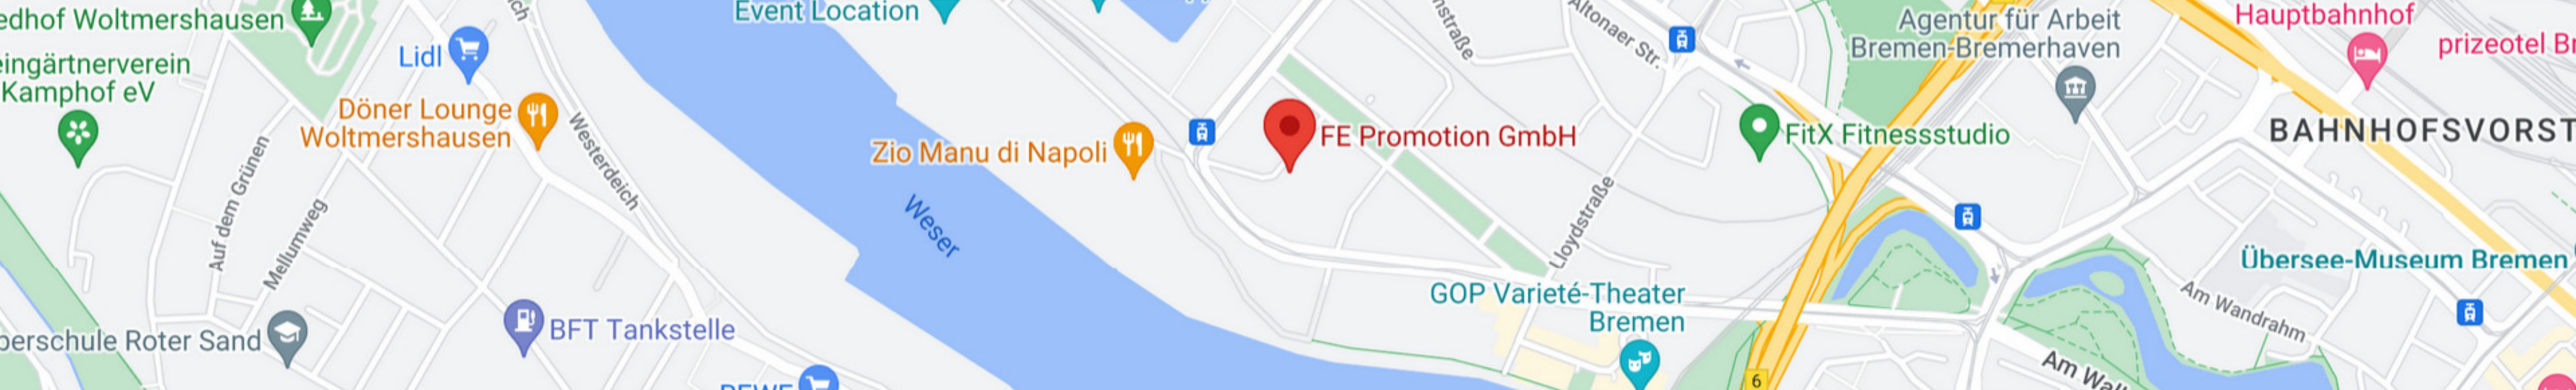 edhof Woltmershausen
Event Location
nstraße
Altonaer Str.
Agentur für Arbeit
Bremen-Bremerhaven
Hauptbahnhof
prizeotel Br
Lidl
eingärtnerverein
Kamphof eV
Döner Lounge
Woltmershausen
Westerdeich
Zio Manu di Napoli
FE Promotion GmbH
FitX Fitnessstudio
BAHNHOFSVORST
Auf dem Grünen
Mellumweg
Weser
Lloydstraße
Übersee-Museum Bremen
GOP Varieté-Theater
Bremen
Am Wandrahm
BFT Tankstelle
berschule Roter Sand
REWE
6
Am Wall